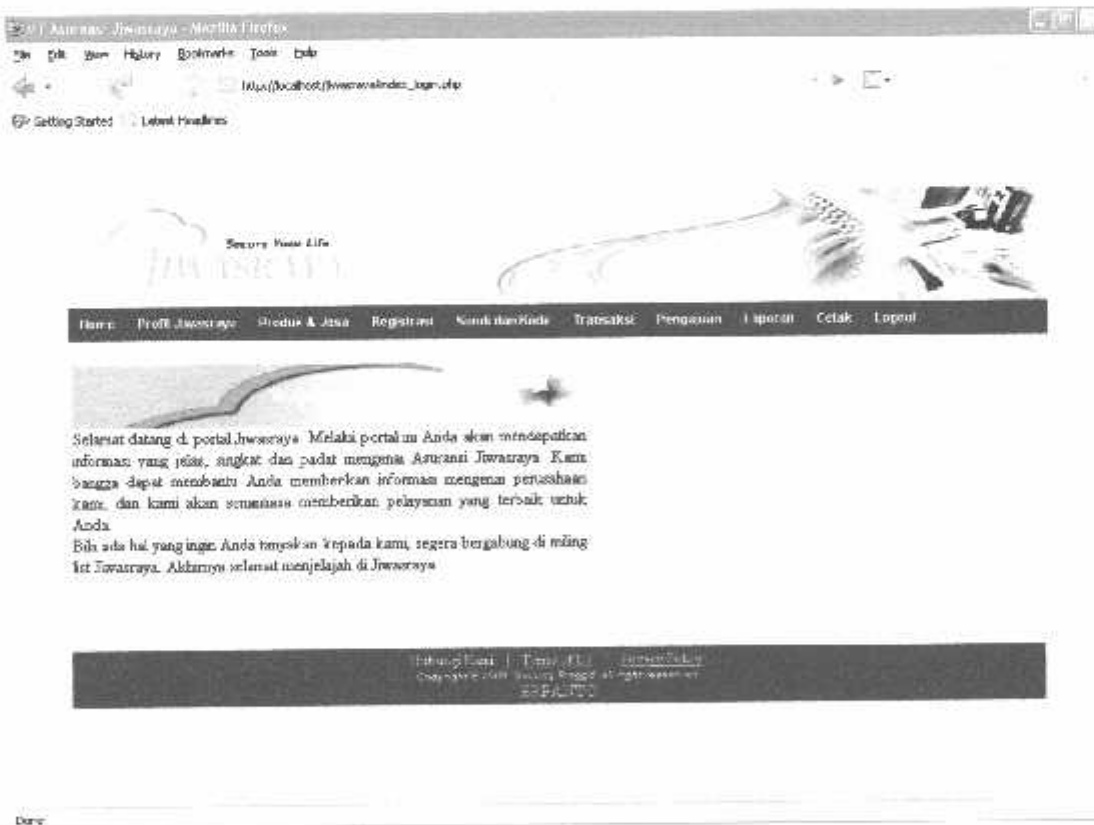 Jiwasraya - Mozilla Firefox
File Edit View History Bookmarks Tools Help
http://localhost/jiwasraya/index_login.php
Getting Started Latest Headlines
Secure Your Life
JIWASRAYA
Home Profil Jiwasraya Produk & Jasa Registrasi Transaksi Pengajuan Laporan Cetak Logout
Selamat datang di portal Jiwasraya. Melalui portal ini Anda akan mendapatkan
informasi yang jelas, singkat dan padat mengenai Asuransi Jiwasraya. Kami
bangga dapat membantu Anda memberikan informasi mengenai perusahaan
kami, dan kami akan senantiasa memberikan pelayanan yang terbaik untuk
Anda.
Bila ada hal yang ingin Anda tanyakan kepada kami, segera bergabung di miling
list Jiwasraya. Akhirnya selamat menjelajah di Jiwasraya
Hubungi Kami |
Done